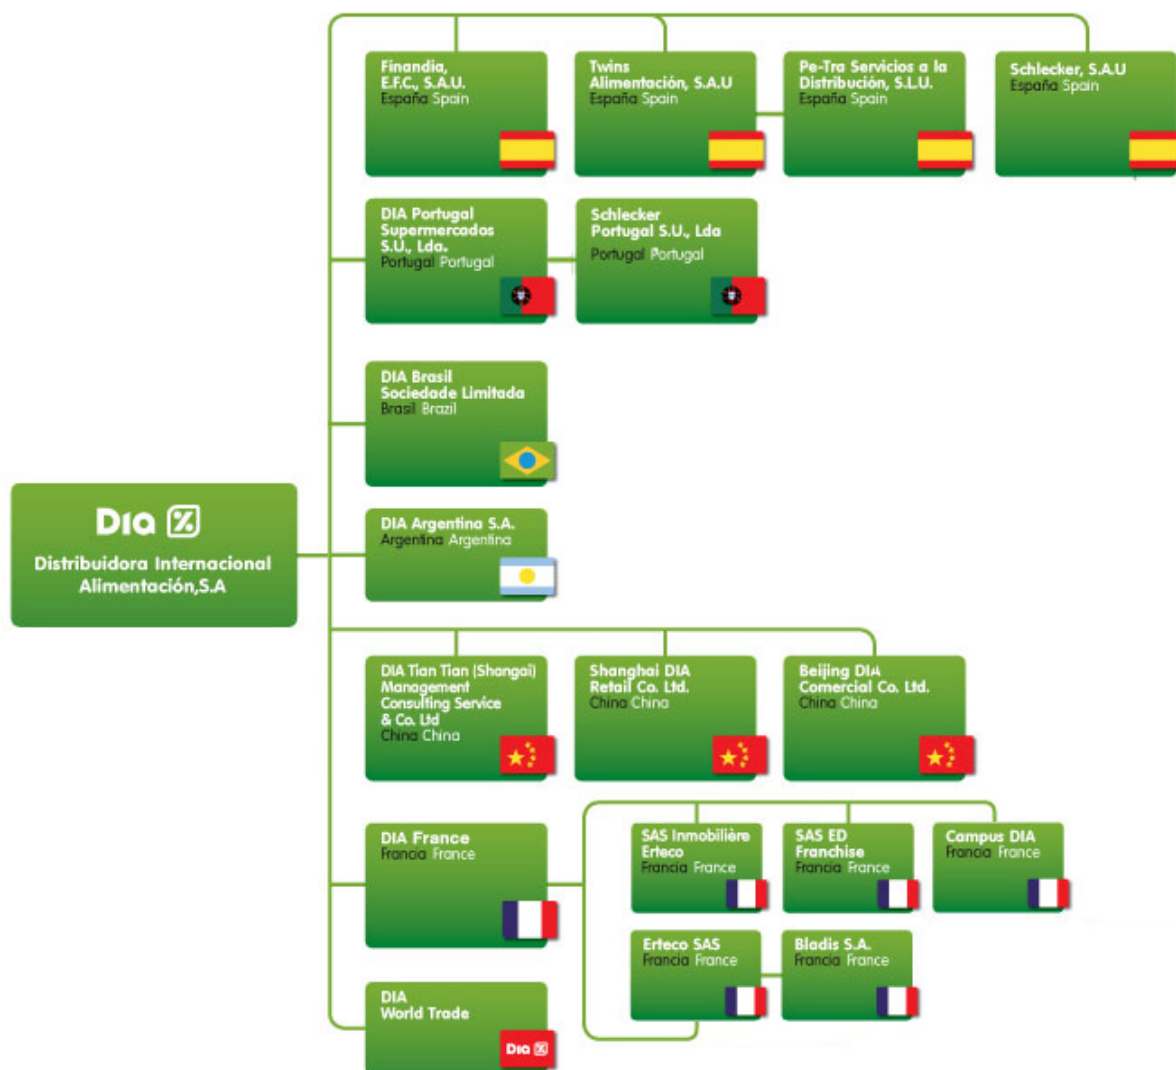 Finandia,
E.F.C., S.A.U.
España Spain
Twins
Alimentación, S.A.U
España Spain
Pe-Tra Servicios a la
Distribución, S.L.U.
España Spain
Schlecker, S.A.U
España Spain
DIA Portugal
Supermercados
S.U., Lda.
Portugal Portugal
Schlecker
Portugal S.U., Lda
Portugal Portugal
DIA Brasil
Sociedade Limitada
Brasil Brazil
Dia %
Distribuidora Internacional
Alimentación,S.A
DIA Argentina S.A.
Argentina Argentina
DIA Tian Tian (Shangai)
Management
Consulting Service
& Co. Ltd
China China
Shanghai DIA
Retail Co. Ltd.
China China
Beijing DIA
Comercial Co. Ltd.
China China
DIA France
Francia France
SAS Inmobilière
Erteco
Francia France
SAS ED
Franchise
Francia France
Campus DIA
Francia France
Erteco SAS
Francia France
Bladis S.A.
Francia France
DIA
World Trade
Dia %